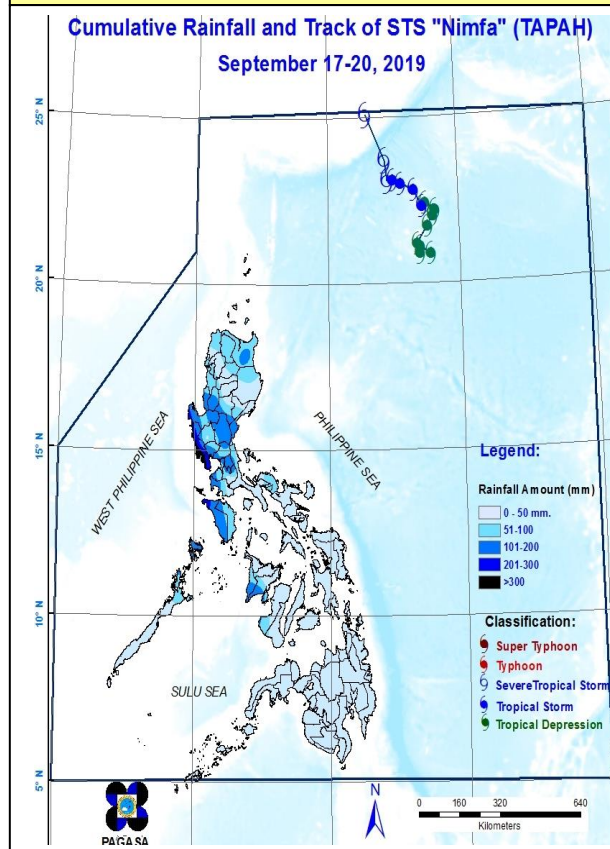 Cumulative Rainfall and Track of STS "Nimfa" (TAPAH)
September 17-20, 2019
25° N
20° N
15° N
10° N
5° N
WEST PHILIPPINE SEA
PHILIPPINE SEA
SULU SEA
Legend:
Rainfall Amount (mm)
0 - 50 mm.
51-100
101-200
201-300
>300
Classification:
Super Typhoon
Typhoon
SevereTropical Storm
Tropical Storm
Tropical Depression
N
0 160 320 640
Kilometers
PAGASA